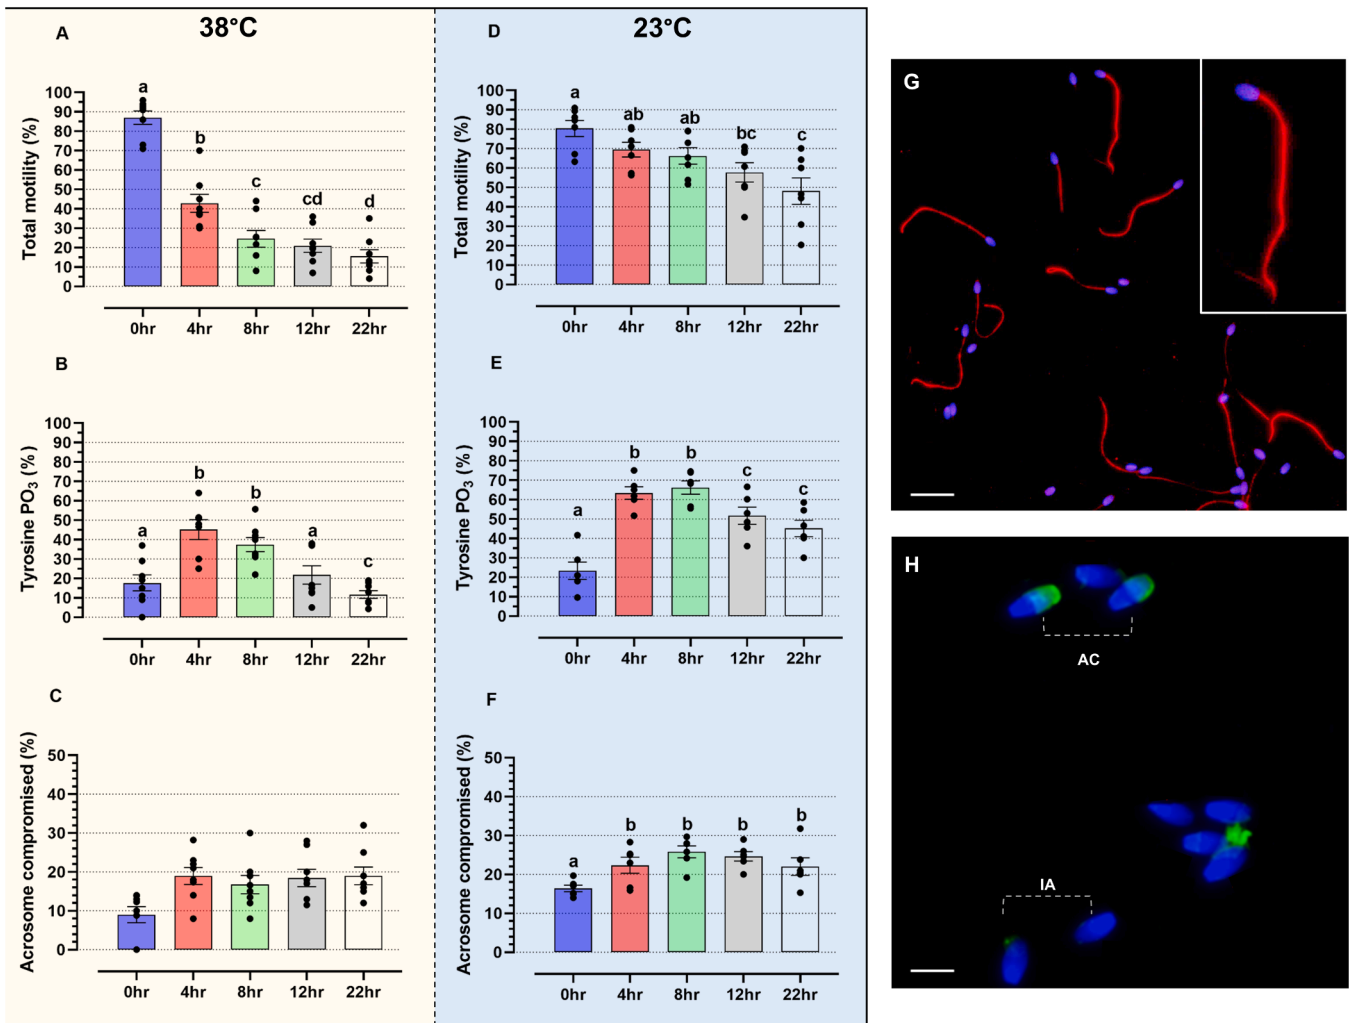 A
38°C
Total motility (%)
100
90
80
70
60
50
40
30
20
10
0
a
b
c
cd
d
0hr 4hr 8hr 12hr 22hr
B
Tyrosine PO3 (%)
100
90
80
70
60
50
40
30
20
10
0
a
b
b
a
c
0hr 4hr 8hr 12hr 22hr
C
Acrosome compromised (%)
50
40
30
20
10
0
0hr 4hr 8hr 12hr 22hr
D
23°C
Total motility (%)
100
90
80
70
60
50
40
30
20
10
0
a
ab
ab
bc
c
0hr 4hr 8hr 12hr 22hr
E
Tyrosine PO3 (%)
100
90
80
70
60
50
40
30
20
10
0
a
b
b
c
c
0hr 4hr 8hr 12hr 22hr
F
Acrosome compromised (%)
50
40
30
20
10
0
a
b
b
b
b
0hr 4hr 8hr 12hr 22hr
G
H
AC
IA